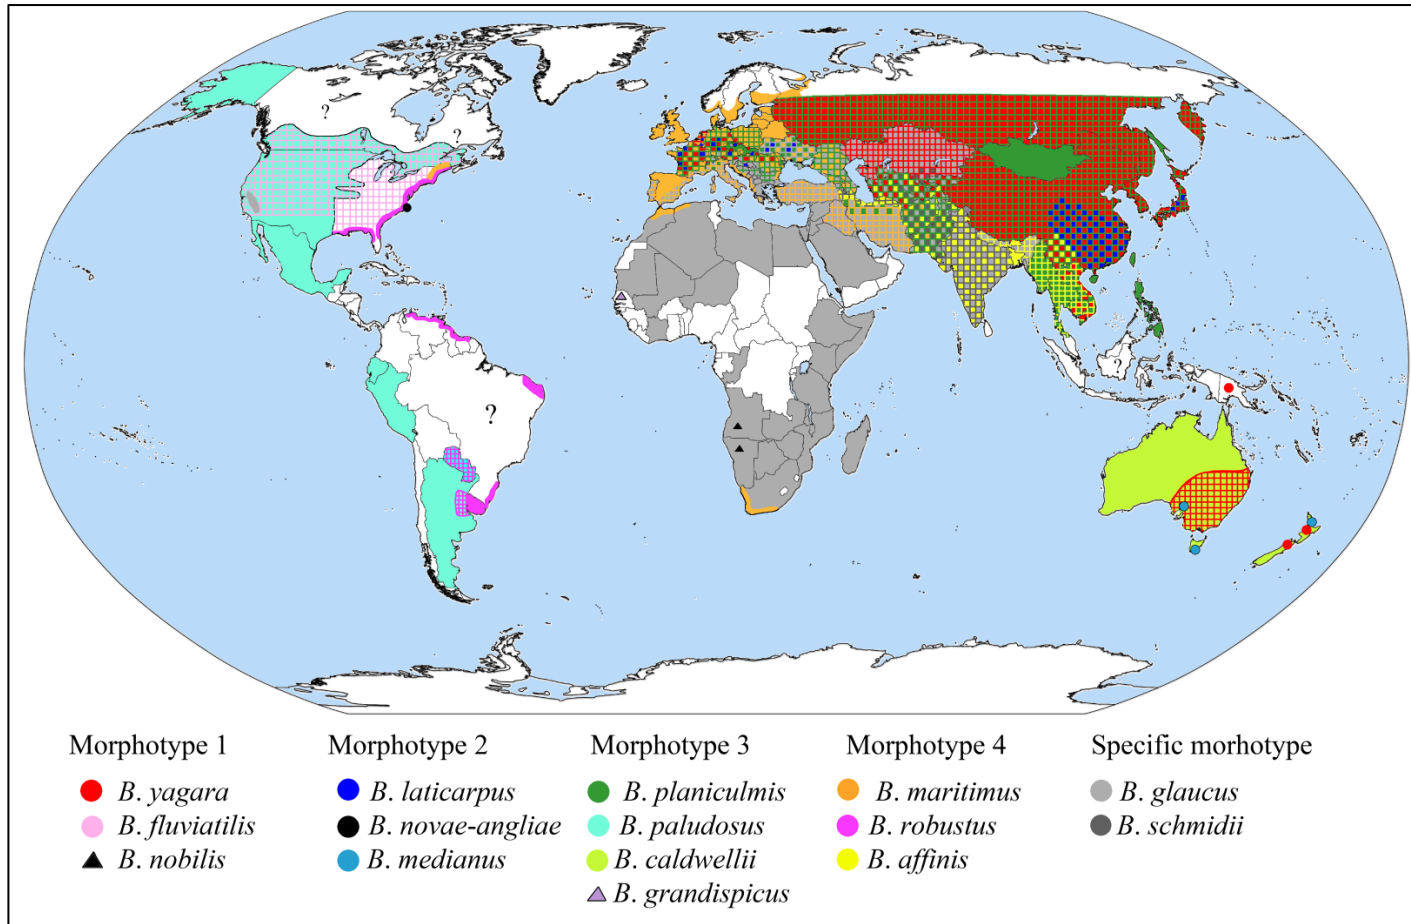 ?
?
?
?
Morphotype 1
Morphotype 2
Morphotype 3
Morphotype 4
Specific morhotype
B. yagara
B. laticarpus
B. planiculmis
B. maritimus
B. glaucus
B. fluviatilis
B. novae-angliae
B. paludosus
B. robustus
B. schmidii
B. nobilis
B. medianus
B. caldwellii
B. affinis
B. grandispicus